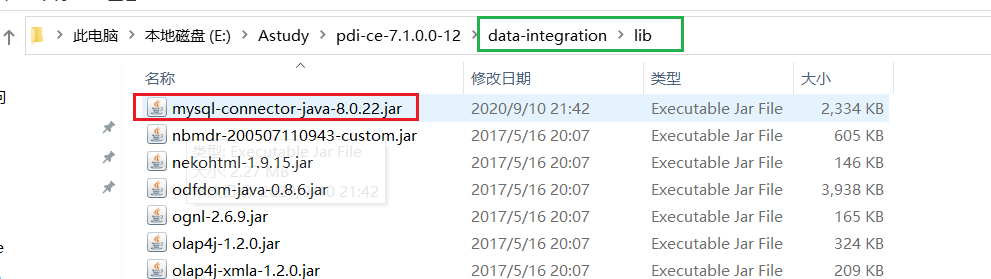 此电脑 > 本地磁盘 (E:) > Astudy > pdi-ce-7.1.0.0-12 > data-integration > lib
名称 修改日期 类型 大小
mysql-connector-java-8.0.22.jar 2020/9/10 21:42 Executable Jar File 2,334 KB
nbmdr-200507110943-custom.jar 2017/5/16 20:07 Executable Jar File 605 KB
类型: Executable Jar File
nekohtml-1.9.15.jar 2017/5/16 20:07 Executable Jar File 146 KB
大小: 2.27 MB
odfdom-java-0.8.6.jar 2017/5/16 20:07 Executable Jar File 3,938 KB
21:42
ognl-2.6.9.jar 2017/5/16 20:07 Executable Jar File 165 KB
olap4j-1.2.0.jar 2017/5/16 20:07 Executable Jar File 324 KB
olap4j-xmla-1.2.0.jar 2017/5/16 20:07 Executable Jar File 209 KB